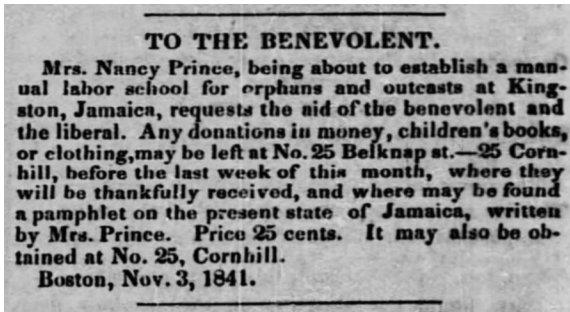 TO THE BENEVOLENT.
Mrs. Nancy Prince, being about to establish a man-
ual labor school for orphans and outcasts at King-
ston, Jamaica, requests the aid of the benevolent and
the liberal. Any donations in money, children's books,
or clothing, may be left at No. 25 Belknap st.—25 Corn-
hill, before the last week of this month, where they
will be thankfully received, and where may be found
a pamphlet on the present state of Jamaica, written
by Mrs. Prince. Price 25 cents. It may also be ob-
tained at No. 25, Cornhill.
Boston, Nov. 3, 1841.